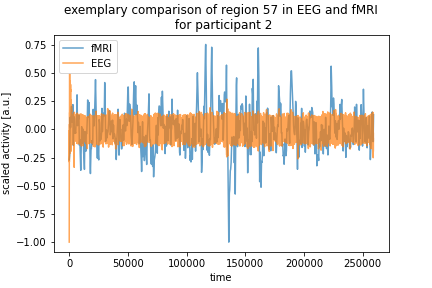 exemplary comparison of region 57 in EEG and fMRI
for participant 2
fMRI
EEG
scaled activity [a.u.]
0.75
0.50
0.25
0.00
−0.25
−0.50
−0.75
−1.00
0 50000 100000 150000 200000 250000
time